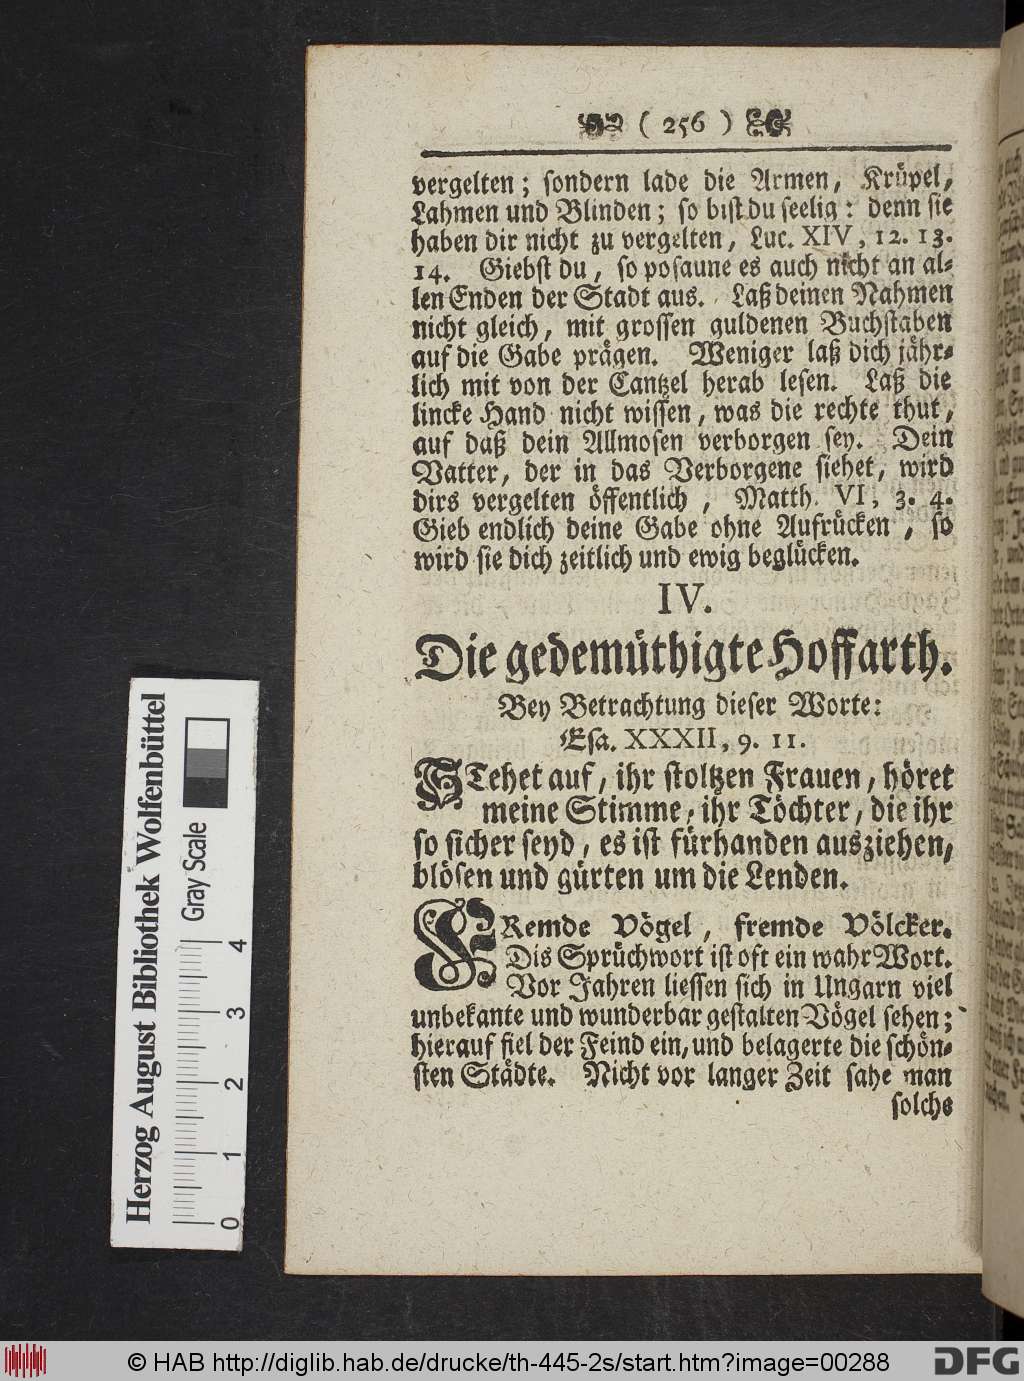 ( 256 )
vergelten; sondern lade die Armen, Krüpel,
Lahmen und Blinden; so bist du seelig: denn sie
haben dir nicht zu vergelten, Luc. XIV, 12. 13.
14. Giebst du, so posaune es auch nicht an al-
len Enden der Stadt aus. Laß deinen Nahmen
nicht gleich, mit grossen guldenen Buchstaben
auf die Gabe prägen. Weniger laß dich jähr-
lich mit von der Cantzel herab lesen. Laß die
lincke Hand nicht wissen, was die rechte thut,
auf daß dein Allmosen verborgen sey. Dein
Vatter, der in das Verborgene siehet, wird
dirs vergelten öffentlich, Matth. VI, 3. 4.
Gieb endlich deine Gabe ohne Aufrücken, so
wird sie dich zeitlich und ewig beglücken.
IV.
Die gedemüthigte Hoffarth.
Bey Betrachtung dieser Worte:
Esa. XXXII, 9. 11.
STehet auf, ihr stoltzen Frauen, höret
meine Stimme, ihr Töchter, die ihr
so sicher seyd, es ist fürhanden ausziehen,
blösen und gürten um die Lenden.
FRemde Vögel, fremde Völcker.
Dis Sprüchwort ist oft ein wahr Wort.
Vor Jahren liessen sich in Ungarn viel
unbekante und wunderbar gestalten Vögel sehen;
hierauf fiel der Feind ein, und belagerte die schön-
sten Städte. Nicht vor langer Zeit sahe man
solche
Herzog August Bibliothek Wolfenbüttel
Gray Scale
0 1 2 3 4
© HAB http://diglib.hab.de/drucke/th-445-2s/start.htm?image=00288
DFG